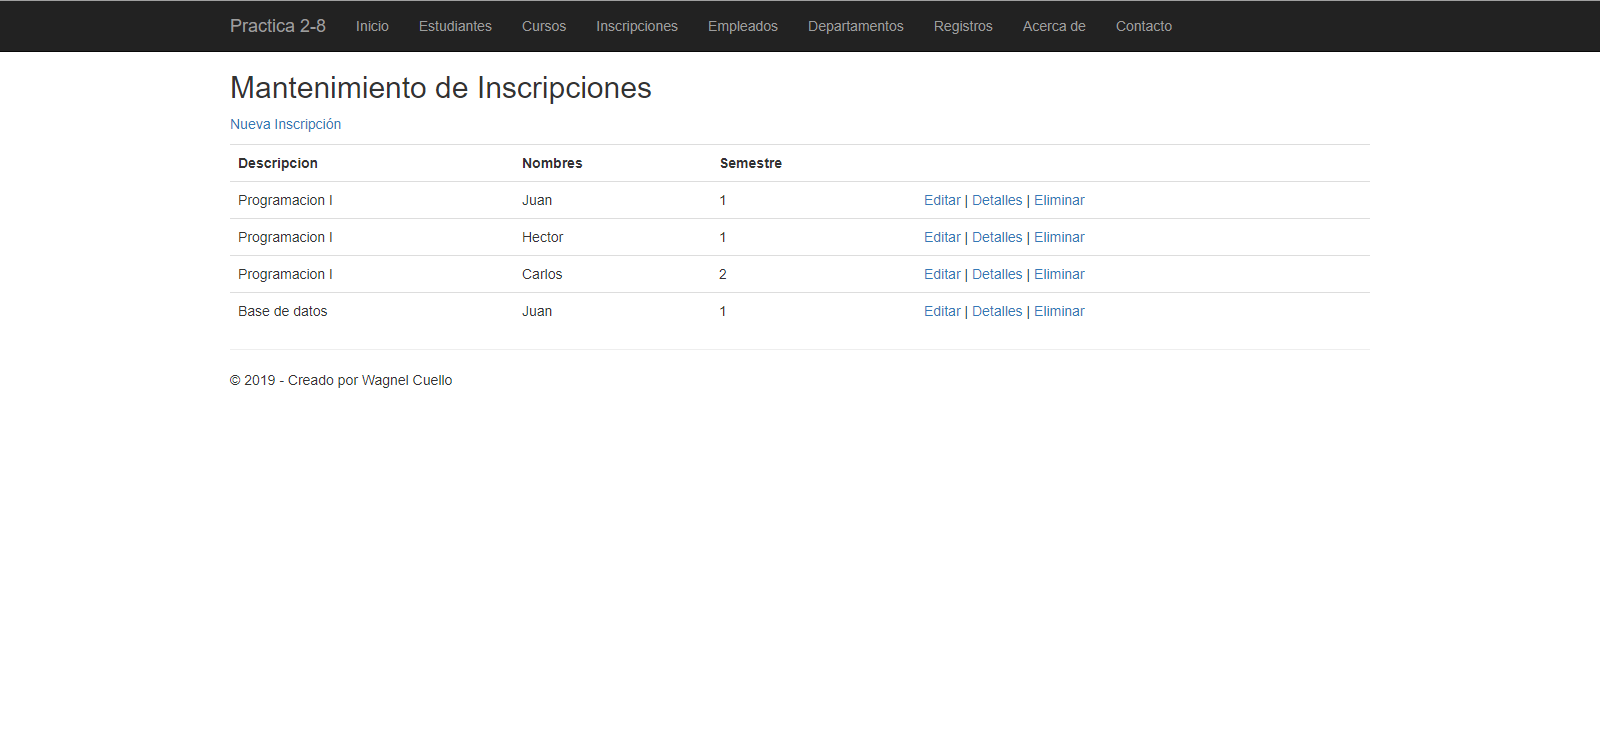 Practica 2-8 Inicio Estudiantes Cursos Inscripciones Empleados Departamentos Registros Acerca de Contacto
Mantenimiento de Inscripciones
Nueva Inscripción
Descripcion Nombres Semestre
Programacion I Juan 1 Editar | Detalles | Eliminar
Programacion I Hector 1 Editar | Detalles | Eliminar
Programacion I Carlos 2 Editar | Detalles | Eliminar
Base de datos Juan 1 Editar | Detalles | Eliminar
© 2019 - Creado por Wagnel Cuello